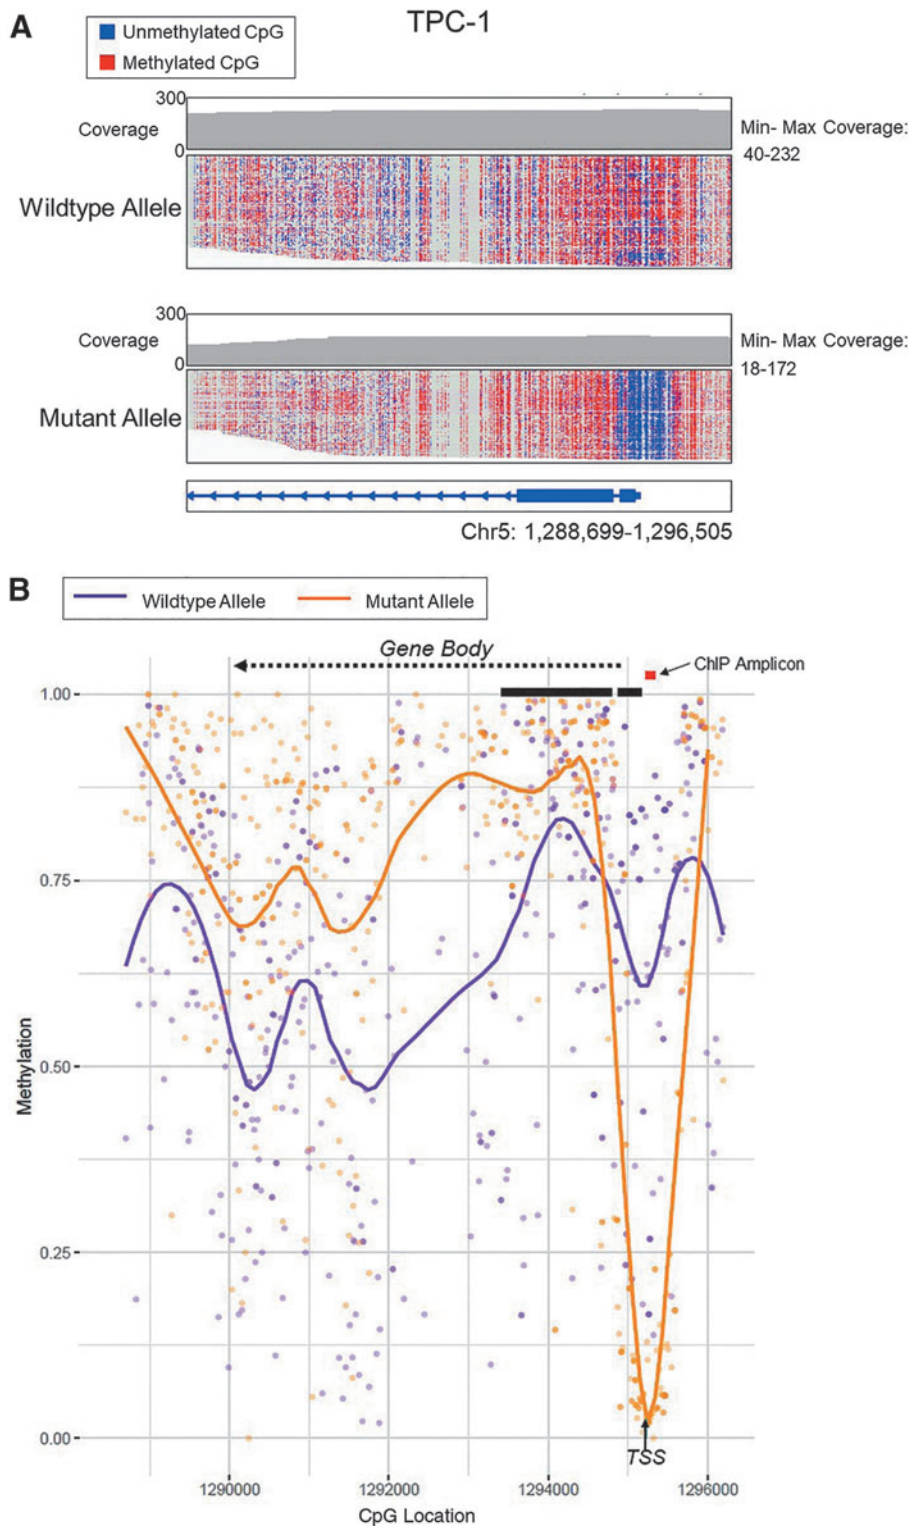 A
TPC-1
Unmethylated CpG
Methylated CpG
300
Coverage
0
Min- Max Coverage:
40-232
Wildtype Allele
300
Coverage
0
Min- Max Coverage:
18-172
Mutant Allele
Chr5: 1,288,699-1,296,505
B
Wildtype Allele
Mutant Allele
Gene Body
ChIP Amplicon
1.00
0.75
0.50
0.25
0.00
Methylation
TSS
1290000
1292000
1294000
1296000
CpG Location